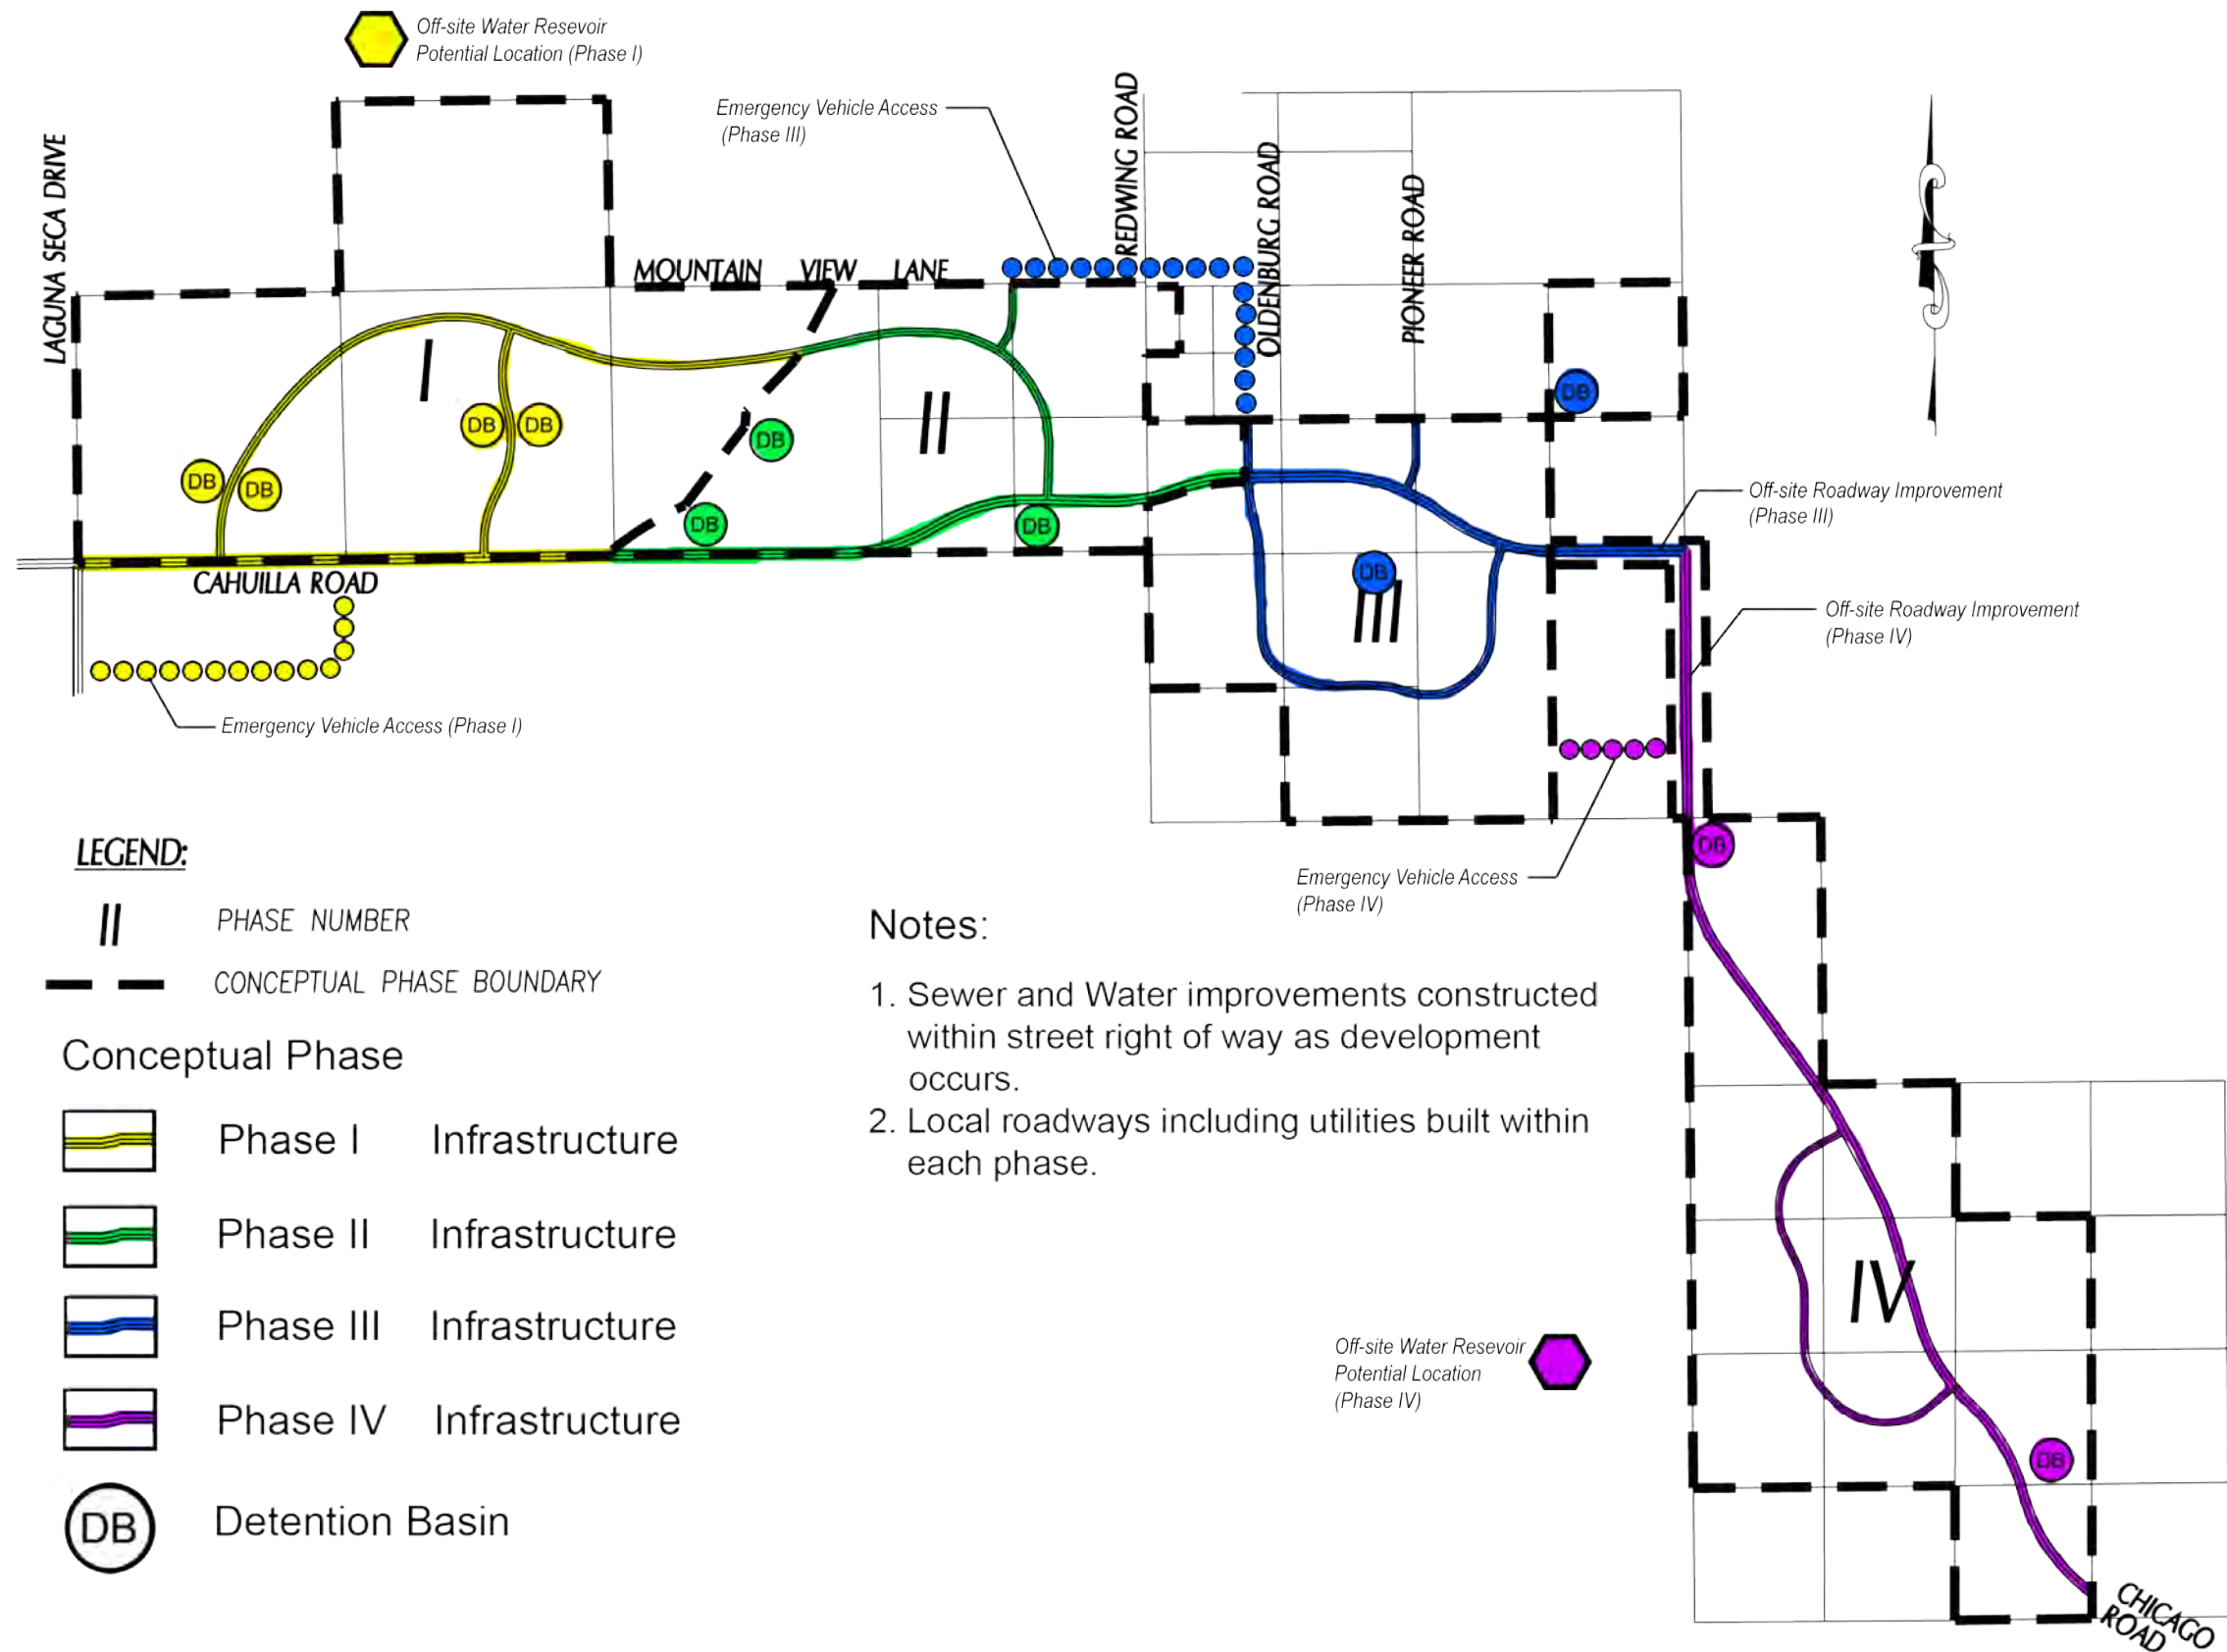 Off-site Water Resevoir
Potential Location (Phase I)
Emergency Vehicle Access
(Phase III)
LAGUNA SECA DRIVE
REDWING ROAD
OLDENBURG ROAD
PIONEER ROAD
MOUNTAIN VIEW LANE
I
II
III
IV
DB
DB
DB
DB
DB
DB
DB
DB
DB
DB
DB
Off-site Roadway Improvement
(Phase III)
Off-site Roadway Improvement
(Phase IV)
CAHUILLA ROAD
Emergency Vehicle Access (Phase I)
Emergency Vehicle Access
(Phase IV)
LEGEND:
II PHASE NUMBER
CONCEPTUAL PHASE BOUNDARY
Conceptual Phase
Phase I Infrastructure
Phase II Infrastructure
Phase III Infrastructure
Phase IV Infrastructure
DB Detention Basin
Notes:
1. Sewer and Water improvements constructed
within street right of way as development
occurs.
2. Local roadways including utilities built within
each phase.
Off-site Water Resevoir
Potential Location
(Phase IV)
CHICAGO
ROAD